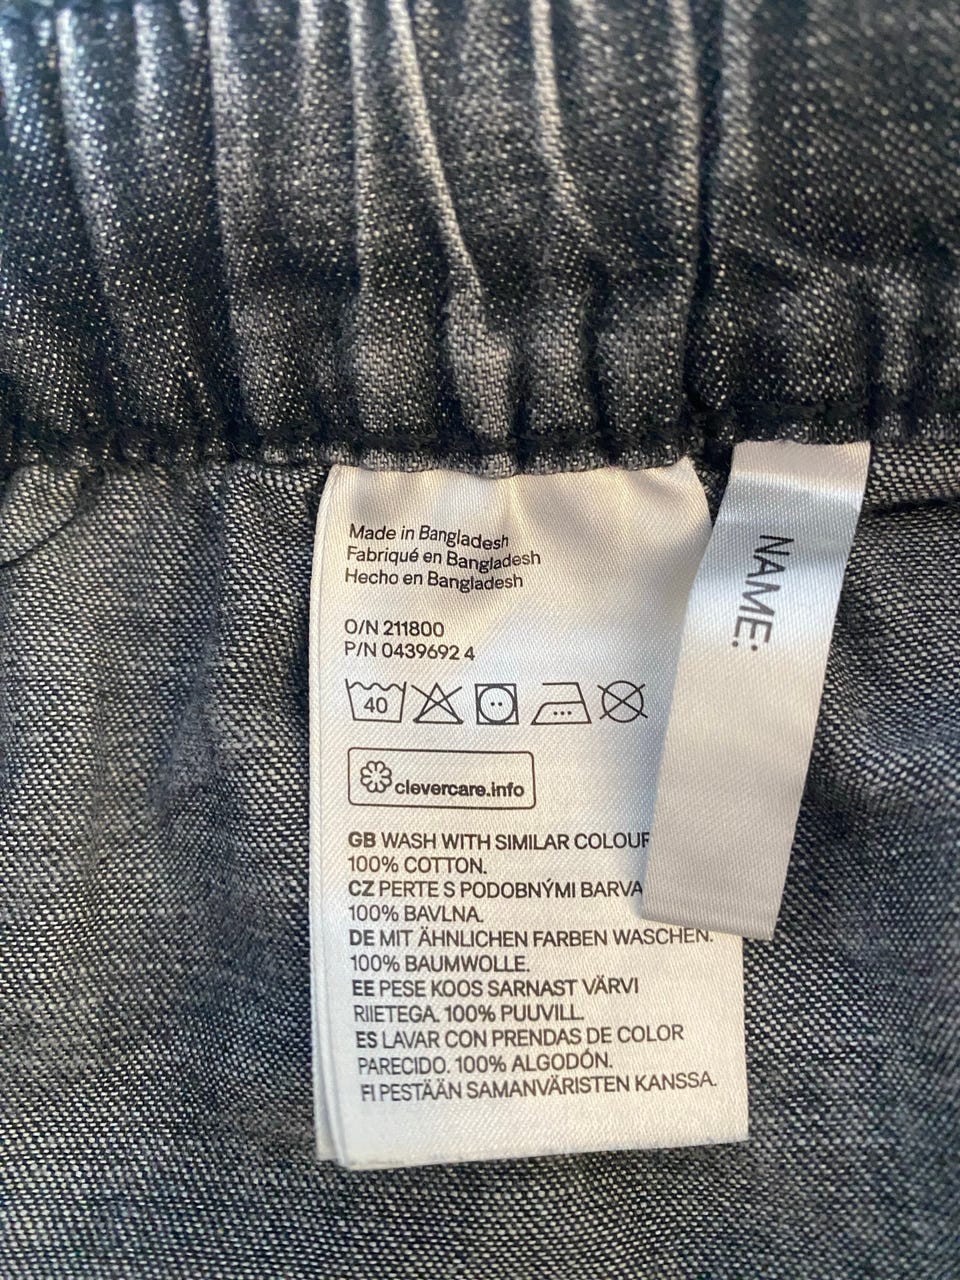 Made in Bangladesh
Fabriqué en Bangladesh
Hecho en Bangladesh
O/N 211800
P/N 0439692 4
40
clevercare.info
GB WASH WITH SIMILAR COLOUR
100% COTTON.
CZ PERTE S PODOBNÝMI BARVA
100% BAVLNA.
DE MIT ÄHNLICHEN FARBEN WASCHEN.
100% BAUMWOLLE.
EE PESE KOOS SARNAST VÄRVI
RIIETEGA. 100% PUUVILL.
ES LAVAR CON PRENDAS DE COLOR
PARECIDO. 100% ALGODÓN.
FI PESTÄÄN SAMANVÄRISTEN KANSSA.
NAME: